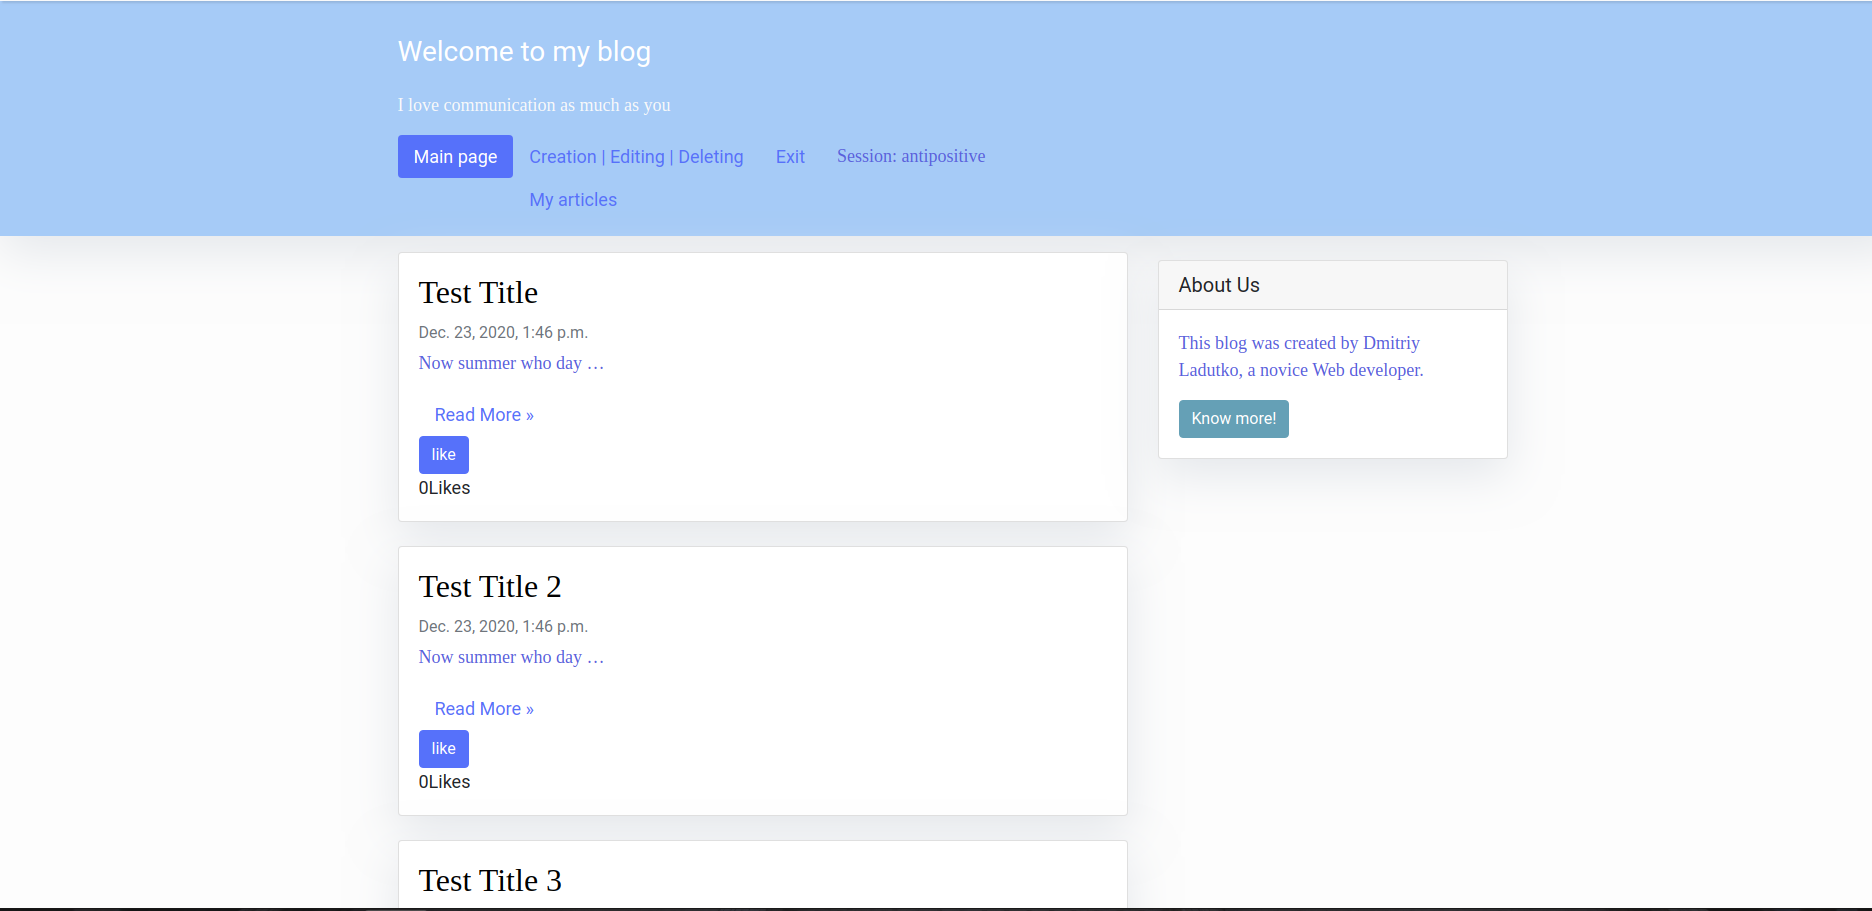 Welcome to my blog
I love communication as much as you
Main page Creation | Editing | Deleting Exit Session: antipositive
My articles
Test Title
Dec. 23, 2020, 1:46 p.m.
Now summer who day …
Read More »
like
0Likes
Test Title 2
Dec. 23, 2020, 1:46 p.m.
Now summer who day …
Read More »
like
0Likes
Test Title 3
About Us
This blog was created by Dmitriy
Ladutko, a novice Web developer.
Know more!